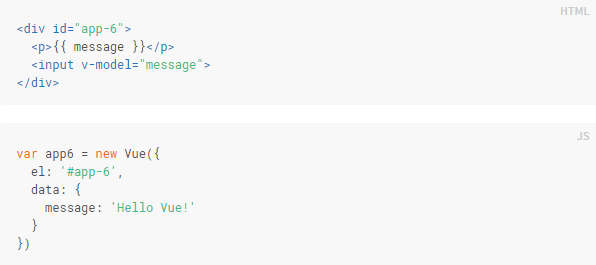 HTML
<div id="app-6">
  <p>{{ message }}</p>
  <input v-model="message">
</div>
JS
var app6 = new Vue({
  el: '#app-6',
  data: {
    message: 'Hello Vue!'
  }
})